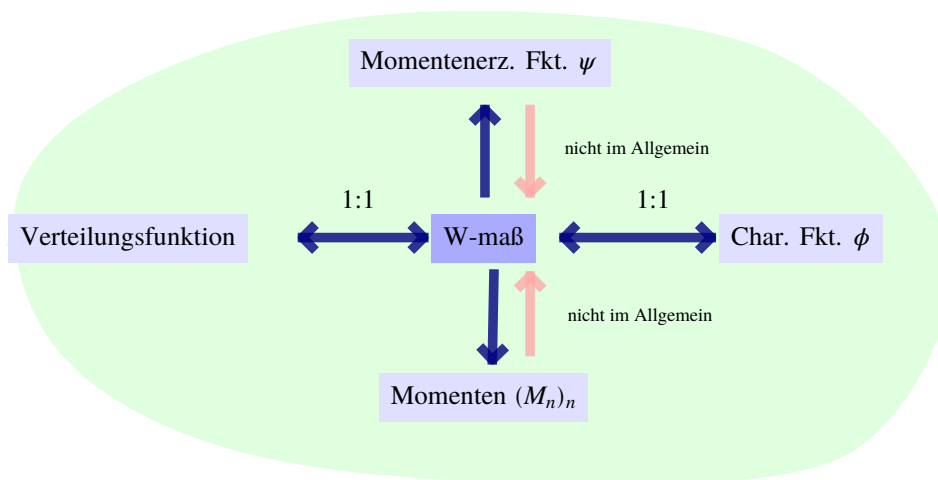 Momentenerz. Fkt. ψ
nicht im Allgemein
1:1
1:1
Verteilungsfunktion
W-maß
Char. Fkt. ϕ
nicht im Allgemein
Momenten (Mₙ)ₙ